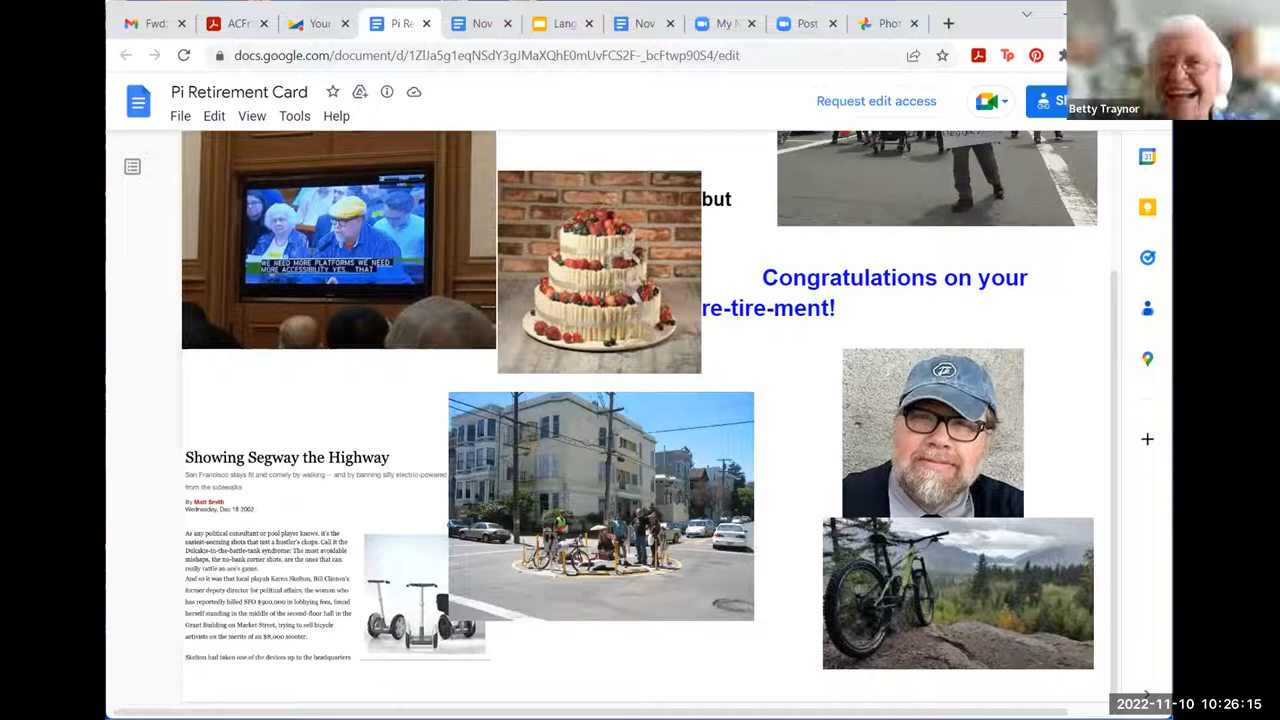 Fwd:
ACFr
Your
Pi Re
Nov
Lang
Nov
My N
Post
Phot
docs.google.com/document/d/1ZlJa5g1eqNSdY3gJMaXQhE0mUvFCS2F-_bcFtwp90S4/edit
Tp
Pi Retirement Card
Request edit access
File Edit View Tools Help
Betty Traynor
31
WE NEED MORE PLATFORMS WE NEED
MORE ACCESSIBILITY YES, THAT
but
Congratulations on your
re-tire-ment!
Showing Segway the Highway
San Francisco stays fit and comely by walking -- and by banning silly electric-powered
from the sidewalks
By Matt Smith
Wednesday, Dec 18 2002
As any political consultant or pool player knows, it's the
easiest-seeming shots that test a hustler's chops. Call it the
Dukakis-in-the-battle-tank syndrome: The most avoidable
mishaps, the no-bank corner shots, are the ones that can
really rattle an ace's game.
And so it was that local playah Karen Skelton, Bill Clinton's
former deputy director for political affairs, the woman who
has reportedly billed SFO $500,000 in lobbying fees, found
herself standing in the middle of the second-floor hall in the
Grant Building on Market Street, trying to sell bicycle
activists on the merits of an $8,000 scooter.
Skelton had taken one of the devices up to the headquarters
2022-11-10 10:26:15